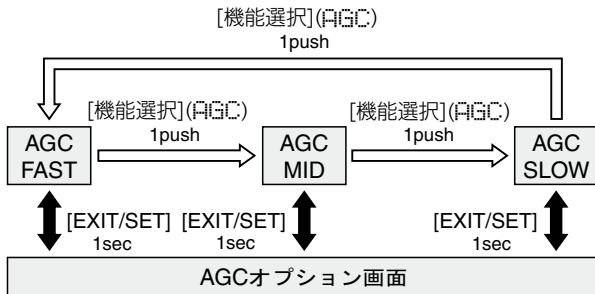 [機能選択](AGC)
1push
[機能選択](AGC)
1push
[機能選択](AGC)
1push
AGC
FAST
AGC
MID
AGC
SLOW
[EXIT/SET]
1sec
[EXIT/SET]
1sec
[EXIT/SET]
1sec
AGCオプション画面